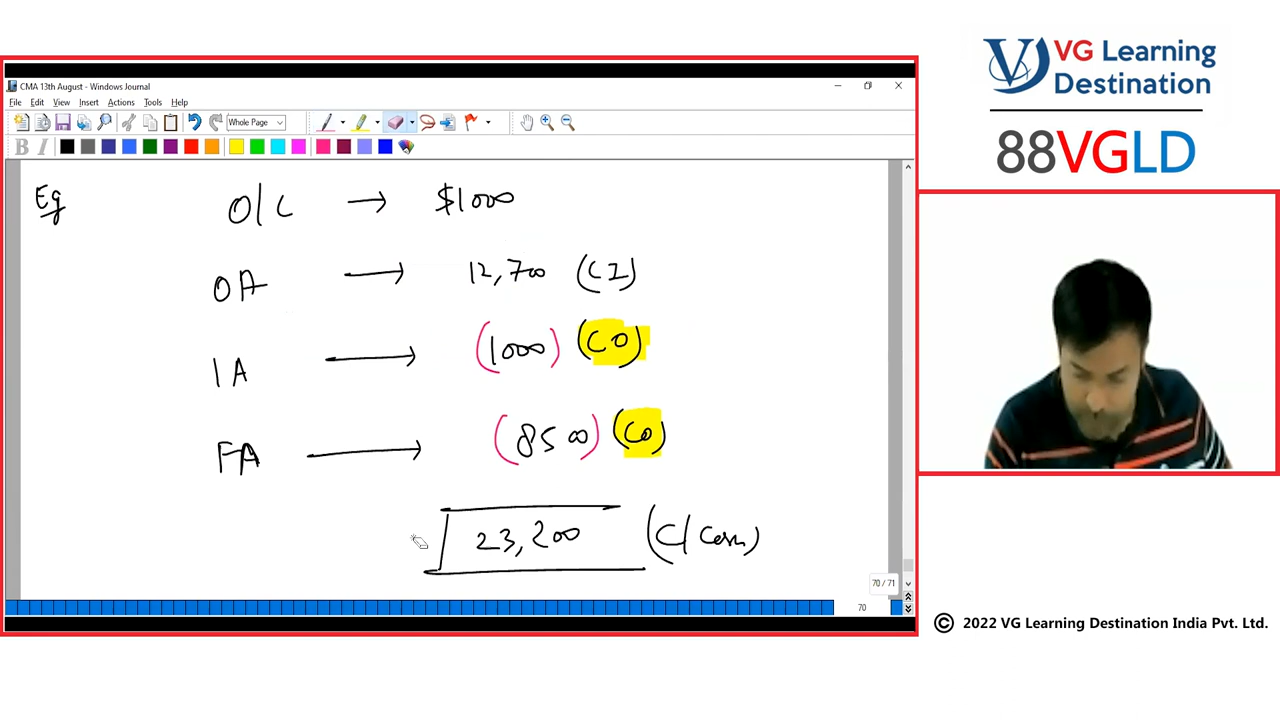 CMA 13th August - Windows Journal
File Edit View Insert Actions Tools Help
Whole Page
B I
Eg O/C → $1000
OA → 12,700 (CI)
IA → (1000) (CO)
FA → (8500) (CO)
23,200 (C/Cash)
70 / 71
70
VG Learning
Destination
88VGLD
© 2022 VG Learning Destination India Pvt. Ltd.